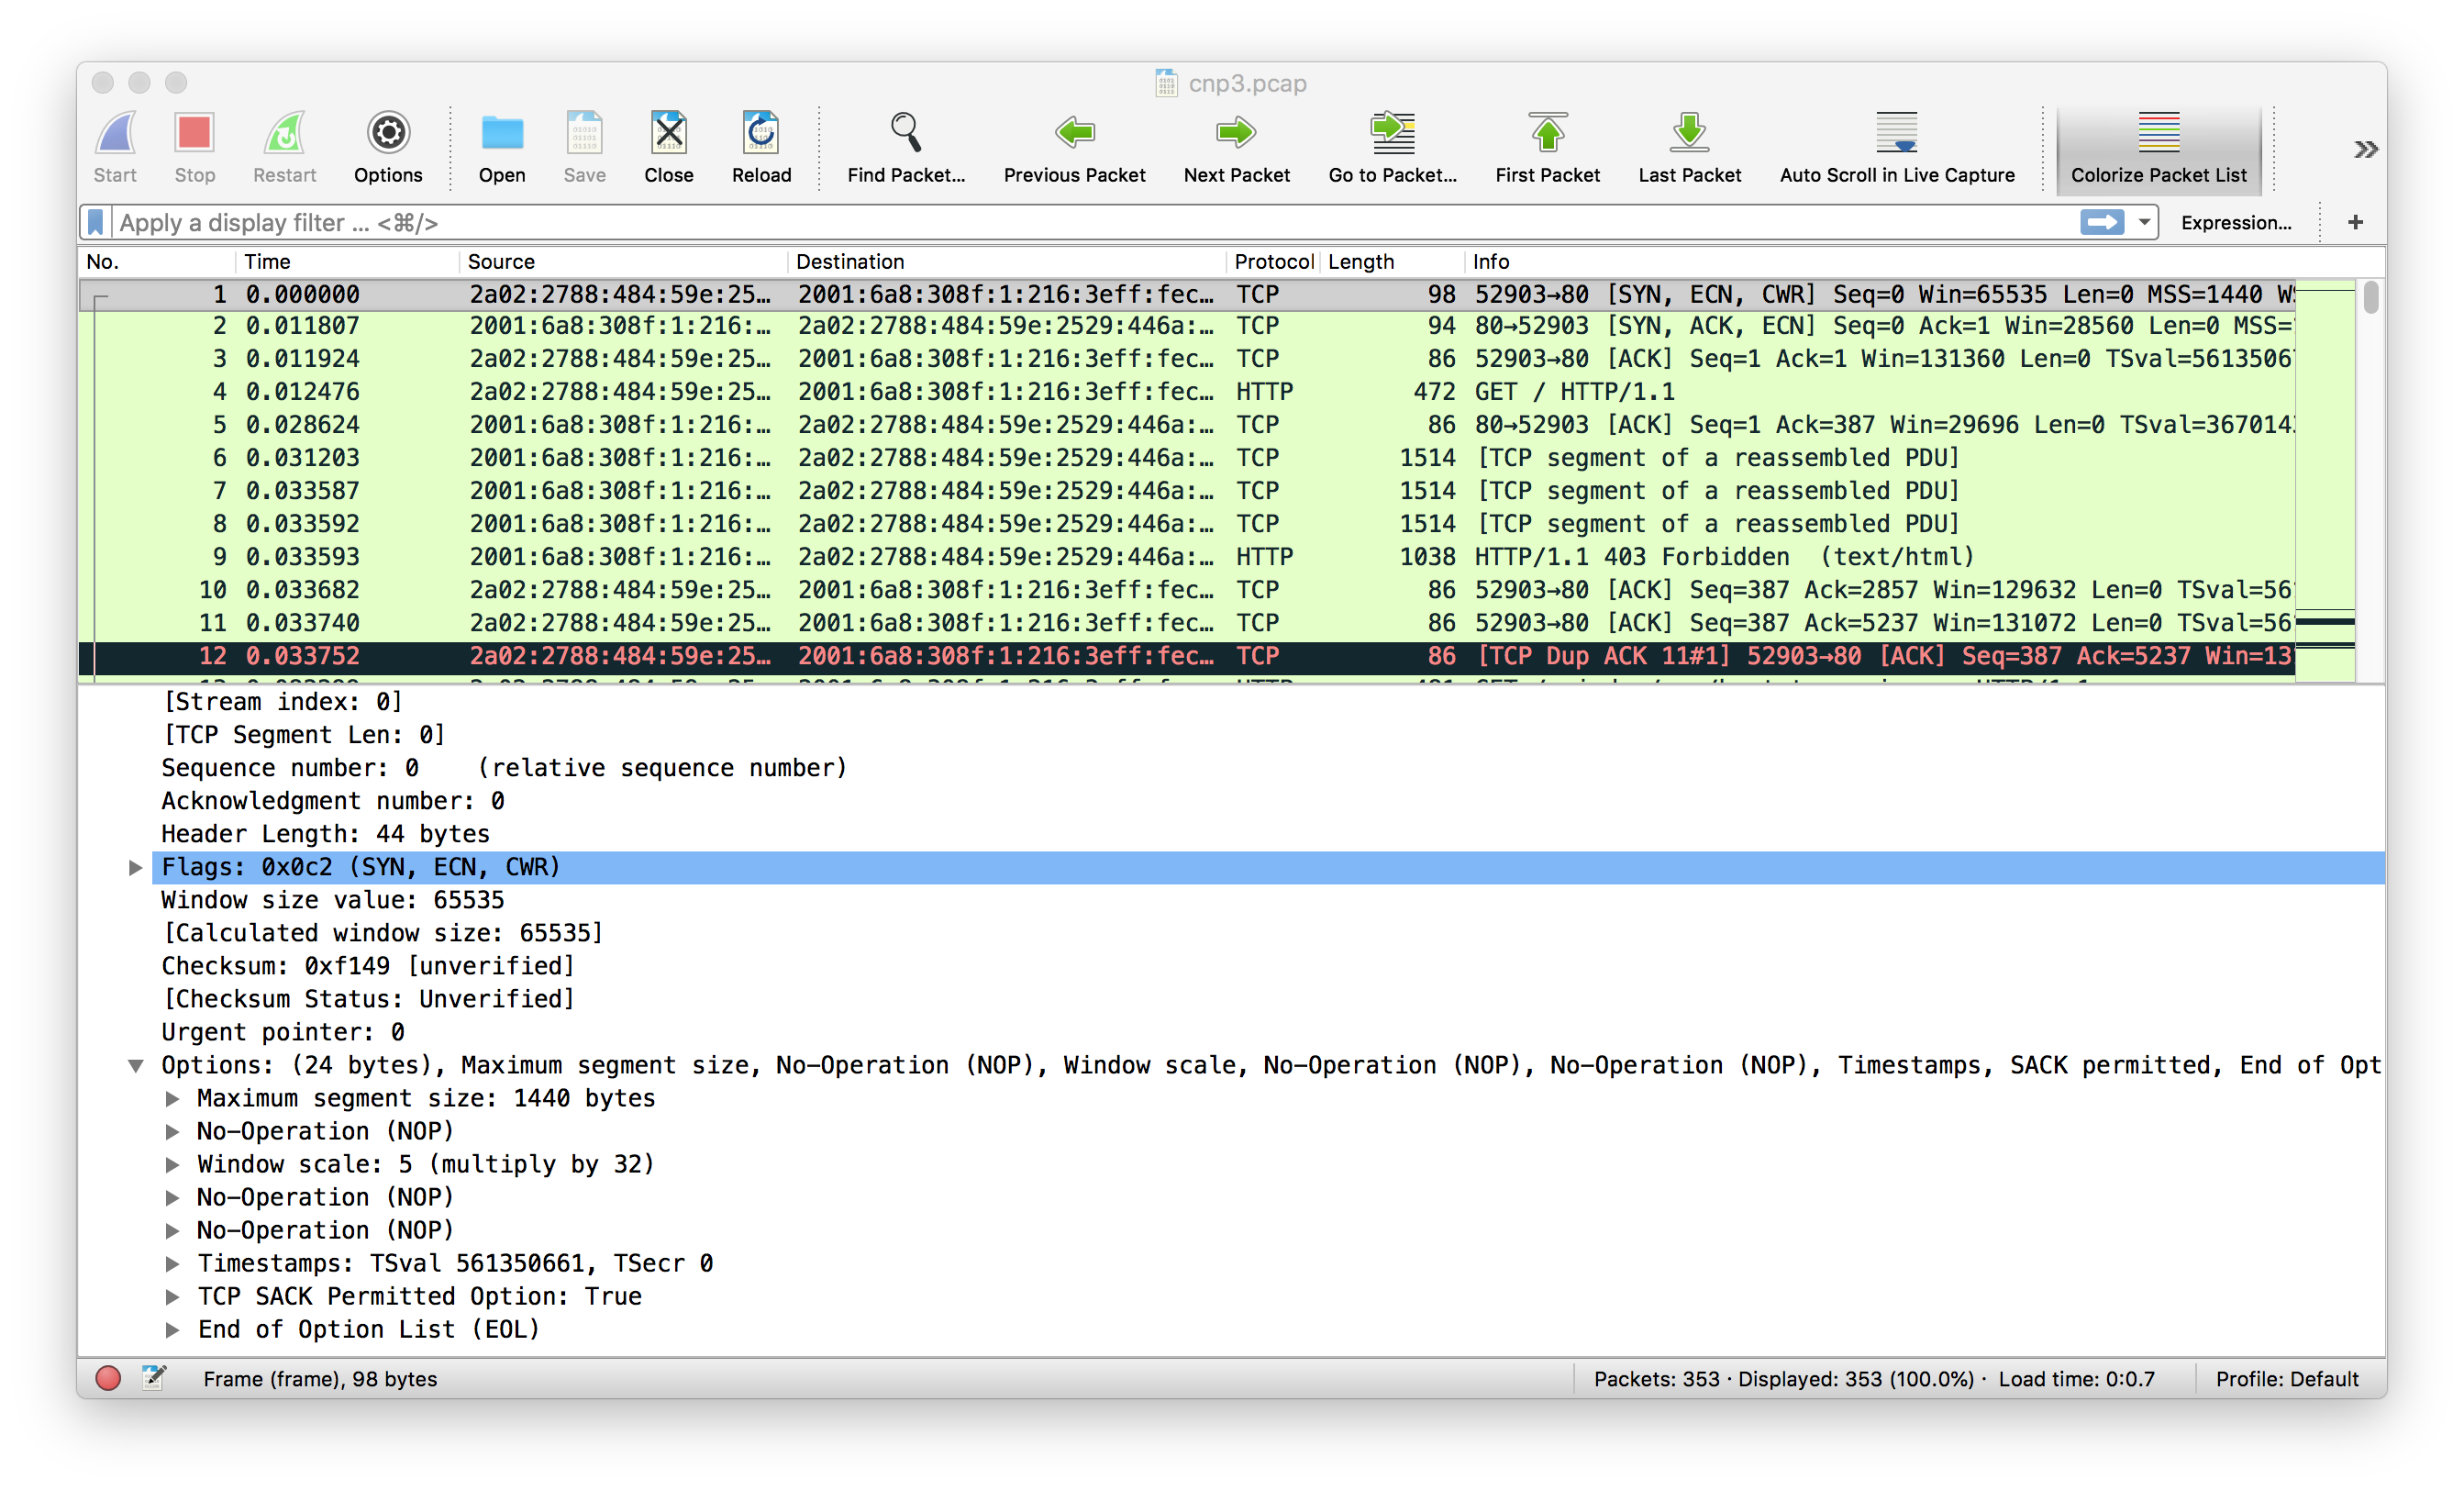 cnp3.pcap
Start Stop Restart Options Open Save Close Reload Find Packet... Previous Packet Next Packet Go to Packet... First Packet Last Packet Auto Scroll in Live Capture Colorize Packet List »
Apply a display filter ... <⌘/> Expression... +
No. Time Source Destination Protocol Length Info
1 0.000000 2a02:2788:484:59e:25… 2001:6a8:308f:1:216:3eff:fec… TCP 98 52903→80 [SYN, ECN, CWR] Seq=0 Win=65535 Len=0 MSS=1440 WS
2 0.011807 2001:6a8:308f:1:216:… 2a02:2788:484:59e:2529:446a:… TCP 94 80→52903 [SYN, ACK, ECN] Seq=0 Ack=1 Win=28560 Len=0 MSS=
3 0.011924 2a02:2788:484:59e:25… 2001:6a8:308f:1:216:3eff:fec… TCP 86 52903→80 [ACK] Seq=1 Ack=1 Win=131360 Len=0 TSval=5613506
4 0.012476 2a02:2788:484:59e:25… 2001:6a8:308f:1:216:3eff:fec… HTTP 472 GET / HTTP/1.1
5 0.028624 2001:6a8:308f:1:216:… 2a02:2788:484:59e:2529:446a:… TCP 86 80→52903 [ACK] Seq=1 Ack=387 Win=29696 Len=0 TSval=367014
6 0.031203 2001:6a8:308f:1:216:… 2a02:2788:484:59e:2529:446a:… TCP 1514 [TCP segment of a reassembled PDU]
7 0.033587 2001:6a8:308f:1:216:… 2a02:2788:484:59e:2529:446a:… TCP 1514 [TCP segment of a reassembled PDU]
8 0.033592 2001:6a8:308f:1:216:… 2a02:2788:484:59e:2529:446a:… TCP 1514 [TCP segment of a reassembled PDU]
9 0.033593 2001:6a8:308f:1:216:… 2a02:2788:484:59e:2529:446a:… HTTP 1038 HTTP/1.1 403 Forbidden (text/html)
10 0.033682 2a02:2788:484:59e:25… 2001:6a8:308f:1:216:3eff:fec… TCP 86 52903→80 [ACK] Seq=387 Ack=2857 Win=129632 Len=0 TSval=56
11 0.033740 2a02:2788:484:59e:25… 2001:6a8:308f:1:216:3eff:fec… TCP 86 52903→80 [ACK] Seq=387 Ack=5237 Win=131072 Len=0 TSval=56
12 0.033752 2a02:2788:484:59e:25… 2001:6a8:308f:1:216:3eff:fec… TCP 86 [TCP Dup ACK 11#1] 52903→80 [ACK] Seq=387 Ack=5237 Win=13
[Stream index: 0]
[TCP Segment Len: 0]
Sequence number: 0 (relative sequence number)
Acknowledgment number: 0
Header Length: 44 bytes
Flags: 0x0c2 (SYN, ECN, CWR)
Window size value: 65535
[Calculated window size: 65535]
Checksum: 0xf149 [unverified]
[Checksum Status: Unverified]
Urgent pointer: 0
Options: (24 bytes), Maximum segment size, No-Operation (NOP), Window scale, No-Operation (NOP), No-Operation (NOP), Timestamps, SACK permitted, End of Opt
Maximum segment size: 1440 bytes
No-Operation (NOP)
Window scale: 5 (multiply by 32)
No-Operation (NOP)
No-Operation (NOP)
Timestamps: TSval 561350661, TSecr 0
TCP SACK Permitted Option: True
End of Option List (EOL)
Frame (frame), 98 bytes Packets: 353 · Displayed: 353 (100.0%) · Load time: 0:0.7 Profile: Default